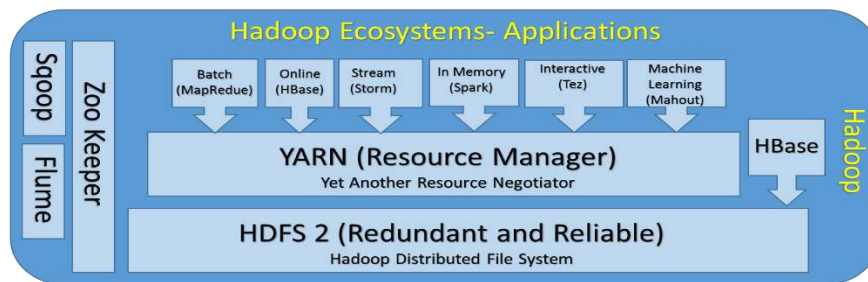 Hadoop Ecosystems- Applications
Sqoop
Flume
Zoo Keeper
Batch
(MapRedue)
Online
(HBase)
Stream
(Storm)
In Memory
(Spark)
Interactive
(Tez)
Machine
Learning
(Mahout)
YARN (Resource Manager)
Yet Another Resource Negotiator
HBase
Hadoop
HDFS 2 (Redundant and Reliable)
Hadoop Distributed File System